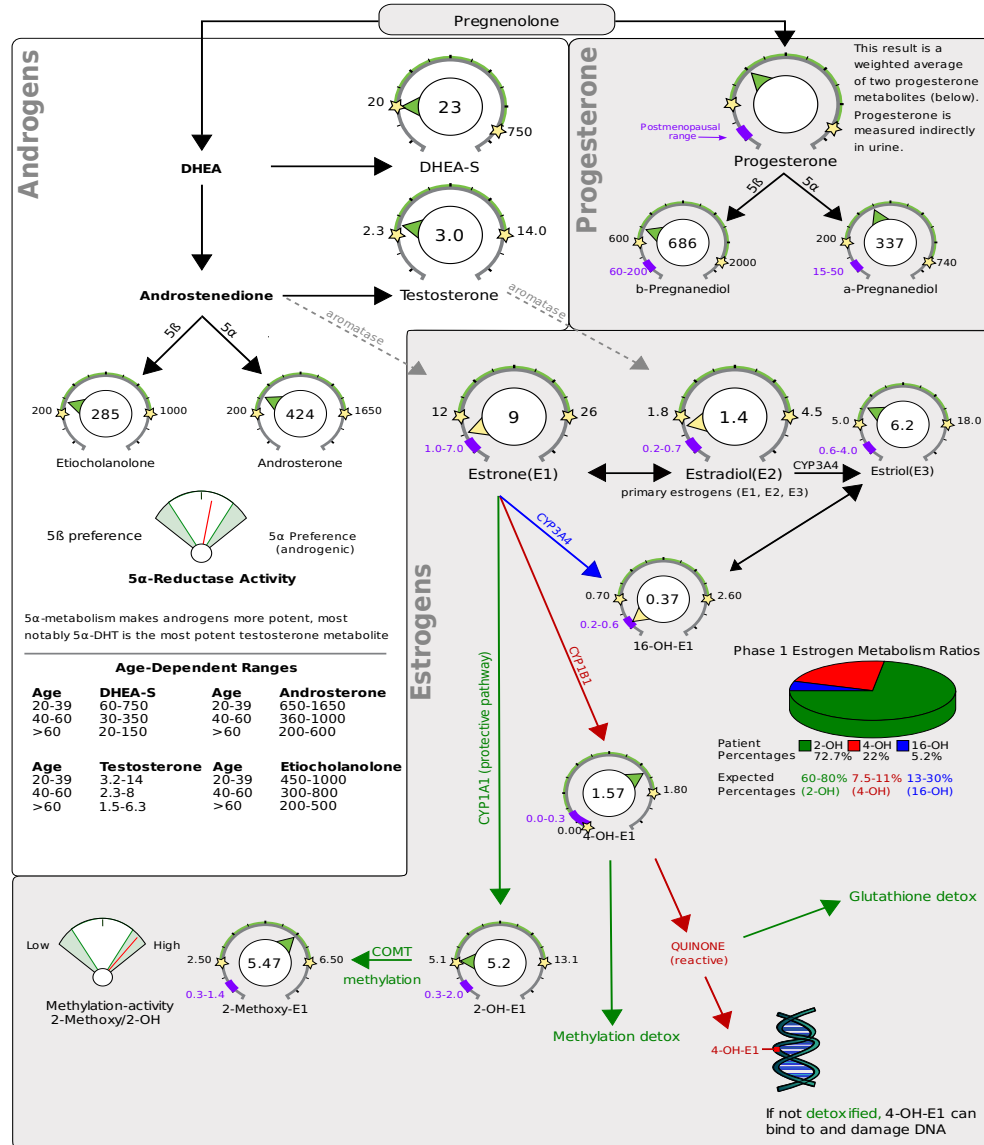 Pregnenolone
Androgens
20
23
750
DHEA-S
DHEA
2.3
3.0
14.0
Testosterone
Androstenedione
aromatase
aromatase
5ß
5α
200
285
1000
Etiocholanolone
200
424
1650
Androsterone
5ß preference
5α Preference
(androgenic)
5α-Reductase Activity
5α-metabolism makes androgens more potent, most
notably 5α-DHT is the most potent testosterone metabolite
Age-Dependent Ranges
Age DHEA-S Age Androsterone
20-39 60-750 20-39 650-1650
40-60 30-350 40-60 360-1000
>60 20-150 >60 200-600
Age Testosterone Age Etiocholanolone
20-39 3.2-14 20-39 450-1000
40-60 2.3-8 40-60 300-800
>60 1.5-6.3 >60 200-500
Progesterone
This result is a
weighted average
of two progesterone
metabolites (below).
Progesterone is
measured indirectly
in urine.
Postmenopausal
range
Progesterone
5ß
5α
600
686
2000
60-200
b-Pregnanediol
200
337
740
15-50
a-Pregnanediol
Estrogens
12
9
26
1.0-7.0
Estrone(E1)
1.8
1.4
4.5
0.2-0.7
Estradiol(E2)
CYP3A4
5.0
6.2
18.0
0.6-4.0
Estriol(E3)
primary estrogens (E1, E2, E3)
CYP3A4
0.70
0.37
2.60
0.2-0.6
16-OH-E1
CYP1B1
CYP1A1 (protective pathway)
Phase 1 Estrogen Metabolism Ratios
Patient
Percentages
2-OH 4-OH 16-OH
72.7% 22% 5.2%
Expected
Percentages
60-80% 7.5-11% 13-30%
(2-OH) (4-OH) (16-OH)
1.57
1.80
0.0-0.3
0.00
4-OH-E1
Low
High
Methylation-activity
2-Methoxy/2-OH
2.50
5.47
6.50
0.3-1.4
2-Methoxy-E1
COMT
methylation
5.1
5.2
13.1
0.3-2.0
2-OH-E1
Methylation detox
Glutathione detox
QUINONE
(reactive)
4-OH-E1
If not detoxified, 4-OH-E1 can
bind to and damage DNA